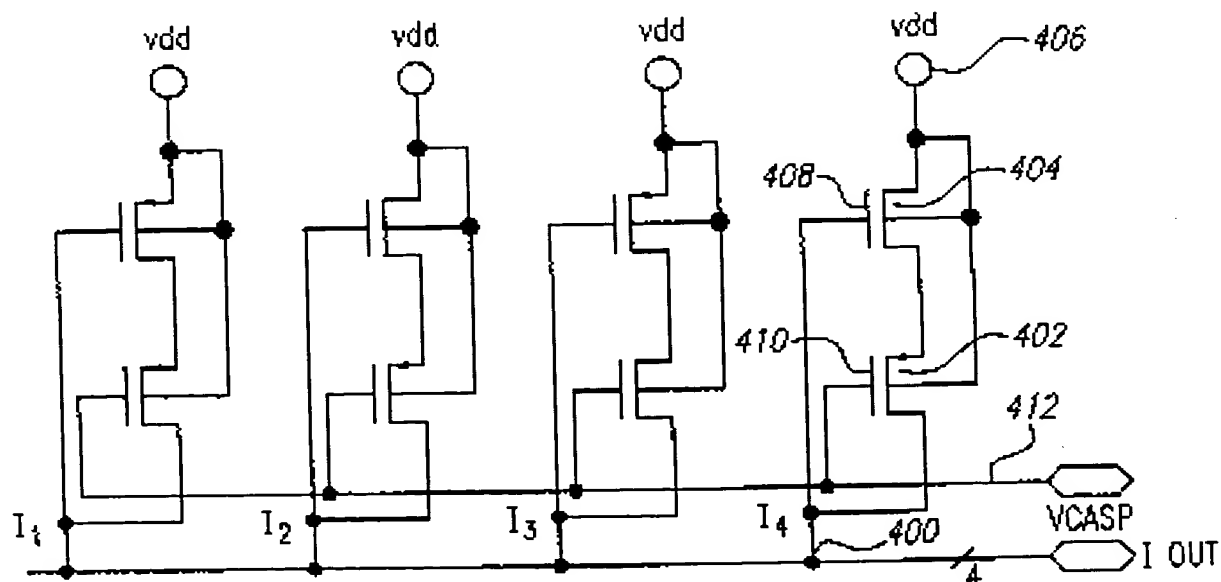 vdd vdd vdd vdd 406
408 404
410 402
412
I1 I2 I3 I4 400 VCASP
4 I OUT